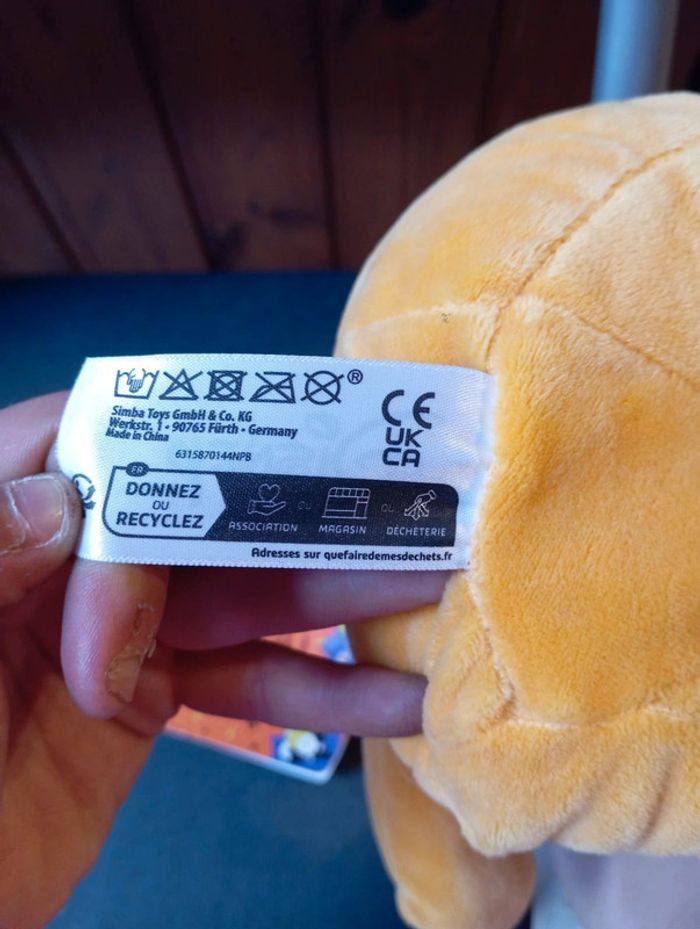 ®
Simba Toys GmbH & Co. KG
Werkstr. 1 • 90765 Fürth • Germany
Made in China
6315870144NPB
CE
UK
CA
FR
DONNEZ
OU
RECYCLEZ
ASSOCIATION
OU
MAGASIN
OU
DÉCHÈTERIE
Adresses sur quefairedemesdechets.fr